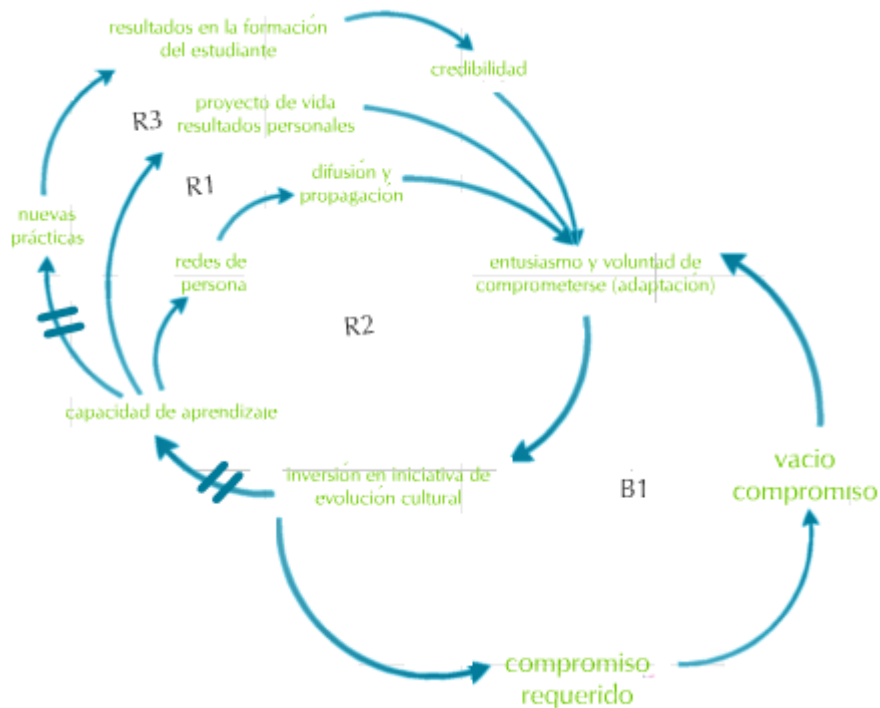 resultados en la formación
del estudiante
credibilidad
R3
proyecto de vida
resultados personales
R1
difusión y
propagación
nuevas
prácticas
redes de
persona
entusiasmo y voluntad de
comprometerse (adaptación)
R2
capacidad de aprendizaje
inversión en iniciativa de
evolución cultural
B1
vacio
compromiso
compromiso
requerido